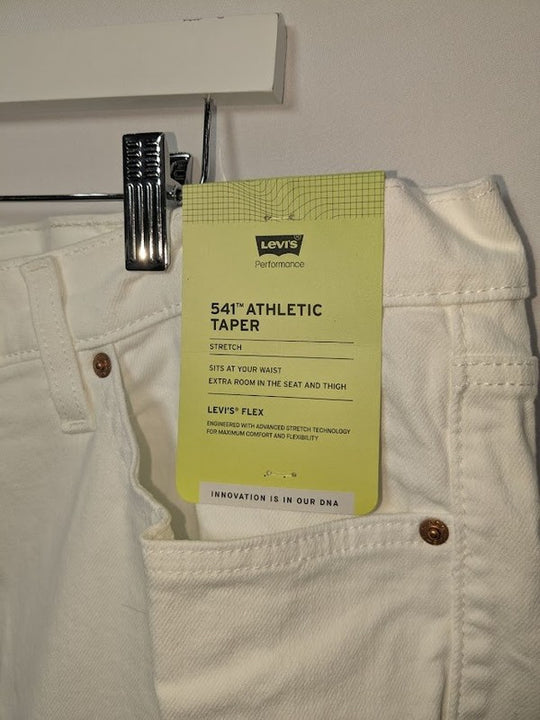 LEVI'S
Performance
541™ ATHLETIC
TAPER
STRETCH
SITS AT YOUR WAIST
EXTRA ROOM IN THE SEAT AND THIGH
LEVI'S® FLEX
ENGINEERED WITH ADVANCED STRETCH TECHNOLOGY
FOR MAXIMUM COMFORT AND FLEXIBILITY
INNOVATION IS IN OUR DNA